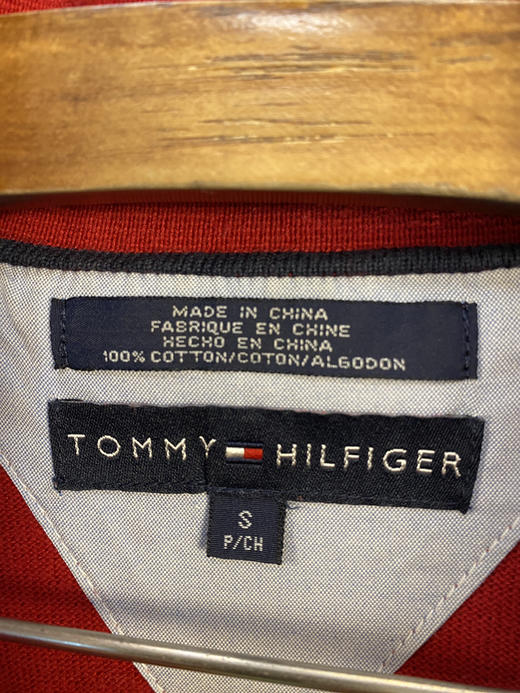 MADE IN CHINA
FABRIQUE EN CHINE
HECHO EN CHINA
100% COTTON/COTON/ALGODON
TOMMY HILFIGER
S
P/CH